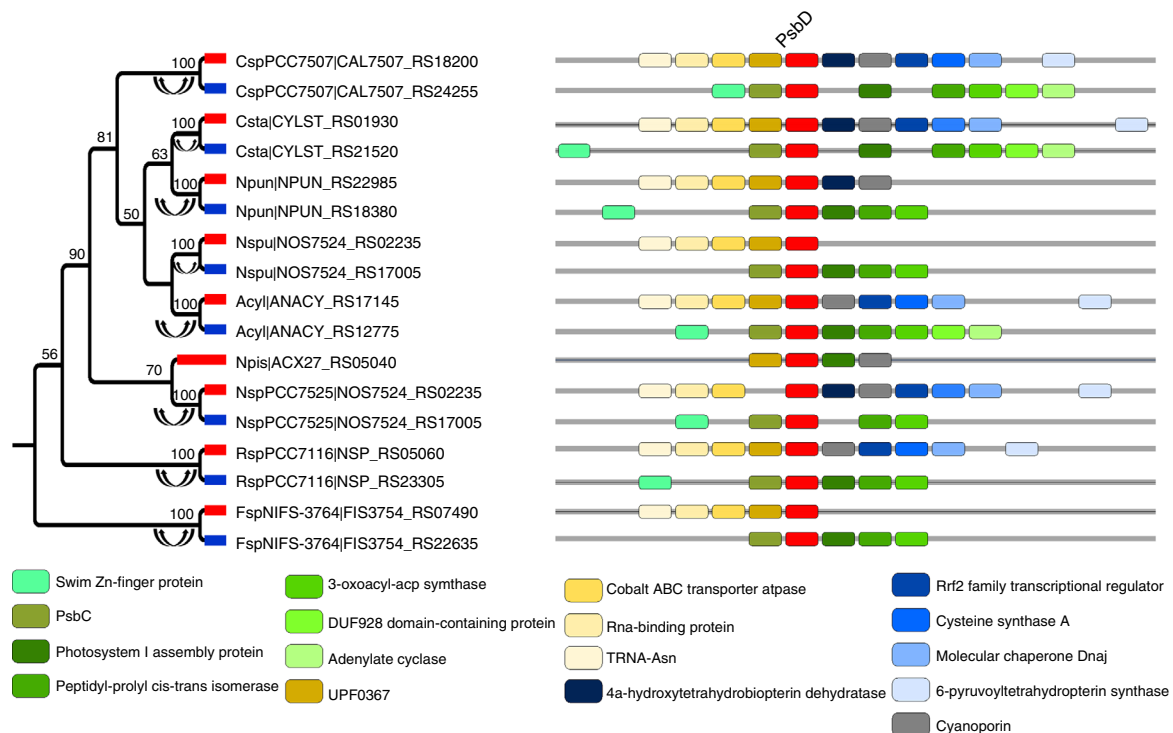 PsbD
100
CspPCC7507|CAL7507_RS18200
CspPCC7507|CAL7507_RS24255
81
100
Csta|CYLST_RS01930
63
Csta|CYLST_RS21520
100
Npun|NPUN_RS22985
50
Npun|NPUN_RS18380
90
100
Nspu|NOS7524_RS02235
Nspu|NOS7524_RS17005
100
Acyl|ANACY_RS17145
Acyl|ANACY_RS12775
56
70
Npis|ACX27_RS05040
100
NspPCC7525|NOS7524_RS02235
NspPCC7525|NOS7524_RS17005
100
RspPCC7116|NSP_RS05060
RspPCC7116|NSP_RS23305
100
FspNIFS-3764|FIS3754_RS07490
FspNIFS-3764|FIS3754_RS22635
Swim Zn-finger protein
PsbC
Photosystem I assembly protein
Peptidyl-prolyl cis-trans isomerase
3-oxoacyl-acp symthase
DUF928 domain-containing protein
Adenylate cyclase
UPF0367
Cobalt ABC transporter atpase
Rna-binding protein
TRNA-Asn
4a-hydroxytetrahydrobiopterin dehydratase
Rrf2 family transcriptional regulator
Cysteine synthase A
Molecular chaperone Dnaj
6-pyruvoyltetrahydropterin synthase
Cyanoporin